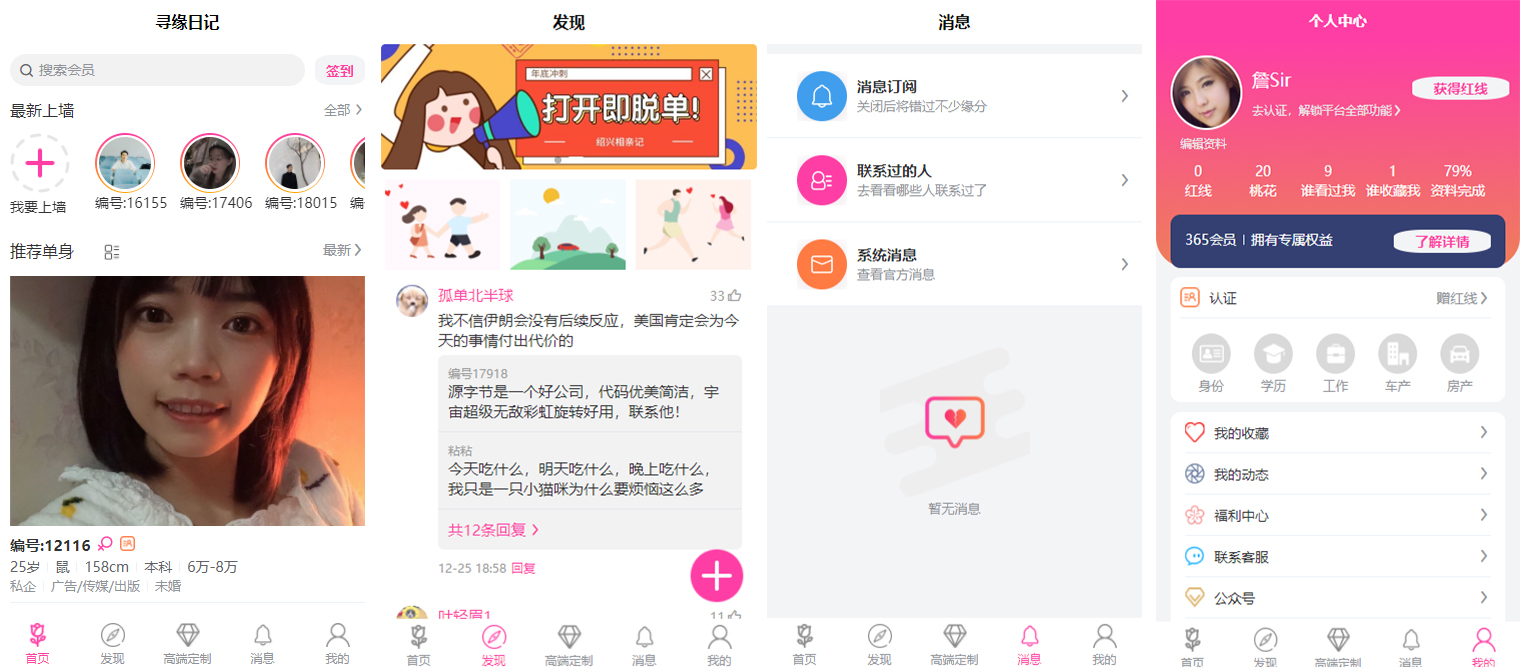 寻缘日记
搜索会员
签到
最新上墙
全部
我要上墙
编号:16155
编号:17406
编号:18015
编
推荐单身
最新
编号:12116
25岁 鼠 158cm 本科 6万-8万
私企 广告/传媒/出版 未婚
首页
发现
高端定制
消息
我的
发现
年底冲刺
打开即脱单!
绍兴相亲记
孤单北半球
33
我不信伊朗会没有后续反应，美国肯定会为今
天的事情付出代价的
编号17918
源字节是一个好公司，代码优美简洁，宇
宙超级无敌彩虹旋转好用，联系他!
粘粘
今天吃什么，明天吃什么，晚上吃什么，
我只是一只小猫咪为什么要烦恼这么多
共12条回复
12-25 18:58 回复
叶轻眉1
11
首页
发现
高端定制
消息
我的
消息
消息订阅
关闭后将错过不少缘分
联系过的人
去看看哪些人联系过了
系统消息
查看官方消息
暂无消息
首页
发现
高端定制
消息
我的
个人中心
詹Sir
获得红线
去认证，解锁平台全部功能
编辑资料
0
20
9
1
79%
红线
桃花
谁看过我
谁收藏我
资料完成
365会员 | 拥有专属权益
了解详情
认证
赠红线
身份
学历
工作
车产
房产
我的收藏
我的动态
福利中心
联系客服
公众号
首页
发现
高端定制
消息
我的